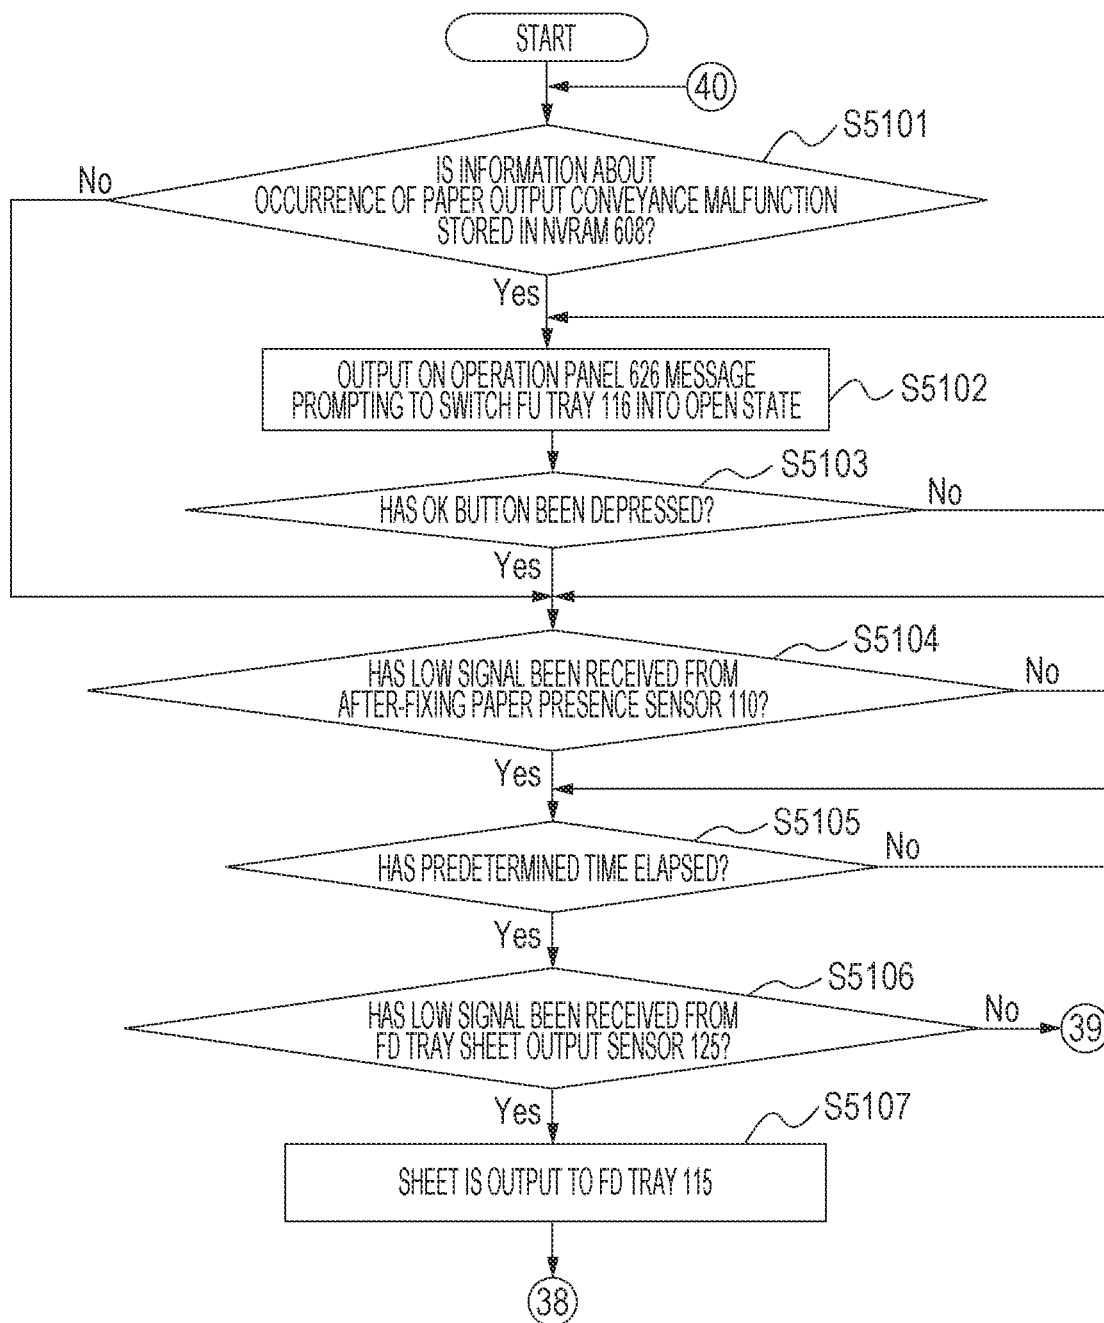 START
40
S5101
No
IS INFORMATION ABOUT
OCCURRENCE OF PAPER OUTPUT CONVEYANCE MALFUNCTION
STORED IN NVRAM 608?
Yes
OUTPUT ON OPERATION PANEL 626 MESSAGE
PROMPTING TO SWITCH FU TRAY 116 INTO OPEN STATE
S5102
S5103
HAS OK BUTTON BEEN DEPRESSED?
No
Yes
S5104
HAS LOW SIGNAL BEEN RECEIVED FROM
AFTER-FIXING PAPER PRESENCE SENSOR 110?
No
Yes
S5105
HAS PREDETERMINED TIME ELAPSED?
No
Yes
S5106
HAS LOW SIGNAL BEEN RECEIVED FROM
FD TRAY SHEET OUTPUT SENSOR 125?
No
39
Yes
S5107
SHEET IS OUTPUT TO FD TRAY 115
38